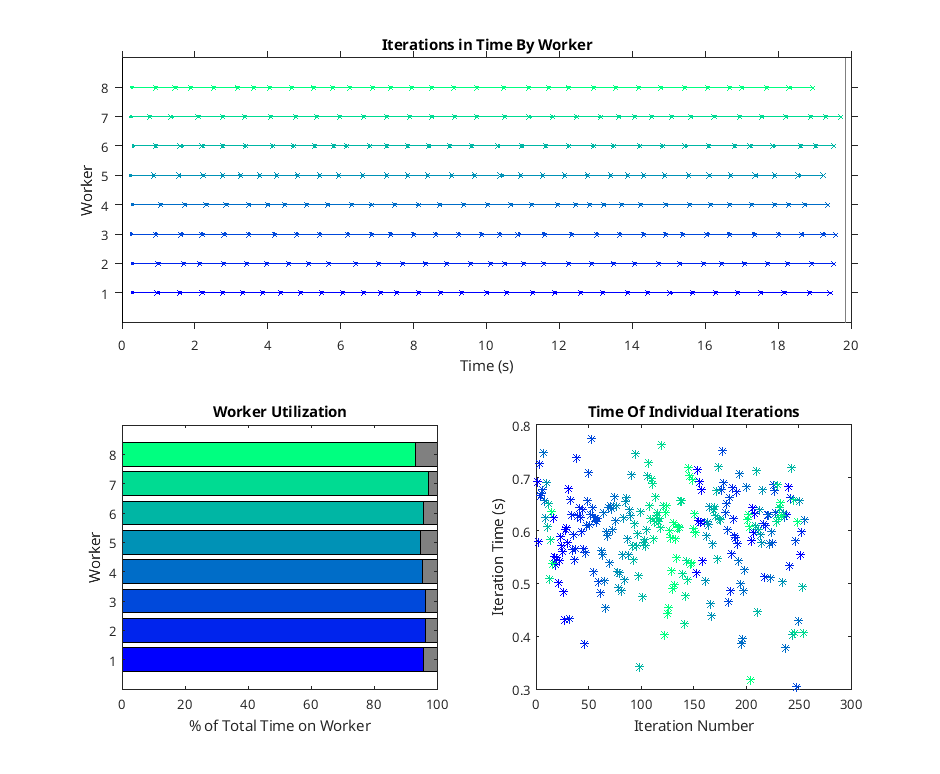 Iterations in Time By Worker
8
7
6
5
4
3
2
1
Worker
0 2 4 6 8 10 12 14 16 18 20
Time (s)
Worker Utilization
8
7
6
5
4
3
2
1
Worker
0 20 40 60 80 100
% of Total Time on Worker
Time Of Individual Iterations
0.8
0.7
0.6
0.5
0.4
0.3
Iteration Time (s)
0 50 100 150 200 250 300
Iteration Number